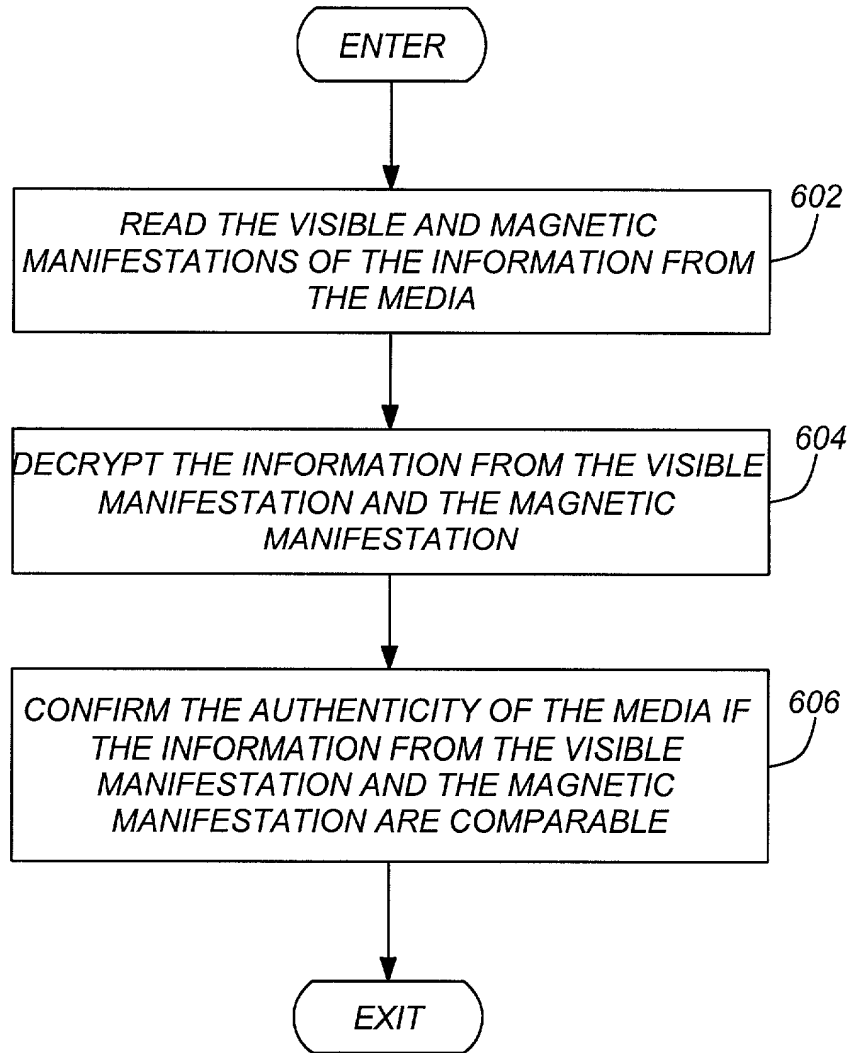 ENTER
READ THE VISIBLE AND MAGNETIC
MANIFESTATIONS OF THE INFORMATION FROM
THE MEDIA
602
DECRYPT THE INFORMATION FROM THE VISIBLE
MANIFESTATION AND THE MAGNETIC
MANIFESTATION
604
CONFIRM THE AUTHENTICITY OF THE MEDIA IF
THE INFORMATION FROM THE VISIBLE
MANIFESTATION AND THE MAGNETIC
MANIFESTATION ARE COMPARABLE
606
EXIT